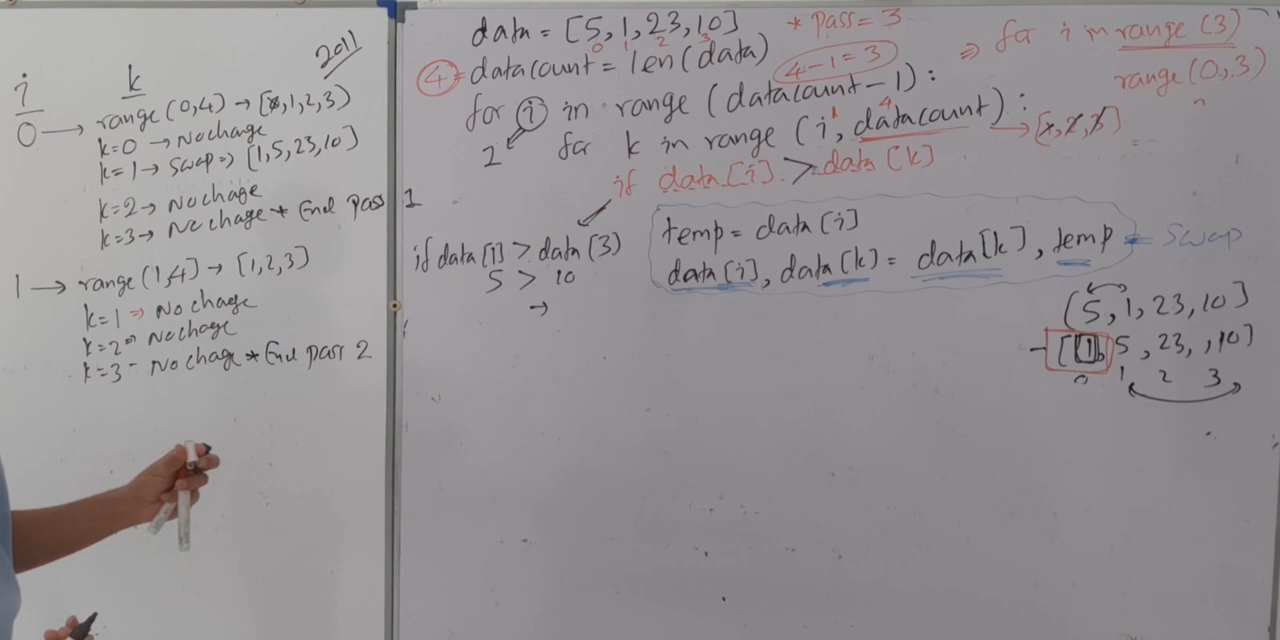 2011
i k
0 → range (0,4) → [0,1,2,3)
k=0 → No chage
k=1 → Swap ⇒ [1,5,23,10]
k=2 → No chage
k=3 → No chage * End pass 1
1 → range (1,4] → [1,2,3]
k=1 ⇒ No chage
k=2 ⇒ No chage
k=3 - No chage * End pass 2
data = [5,1,23,10] * Pass = 3
0 1 2 3
④ = datacount = len(data)
4-1=3
for i in range (datacount-1):
⇒ for i in range (3)
range (0,3)
2
1 4
for k in range (i, datacount):
→ [1,2,3]
if data[i] > data[k]
if data[1] > data(3)
5 > 10
→
temp = data[i]
data[i], data[k] = data[k], temp = Swap
[5,1,23,10]
- [1, 5, 23, ,10]
0 1 2 3